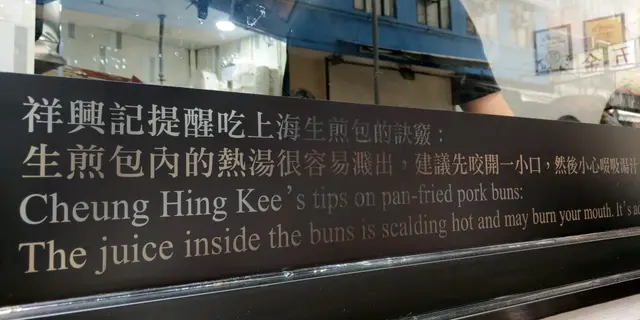 祥興記提醒吃上海生煎包的訣竅：
生煎包內的熱湯很容易濺出，建議先咬開一小口，然後小心啜吸湯汁
Cheung Hing Kee’s tips on pan-fried pork buns:
The juice inside the buns is scalding hot and may burn your mouth. It’s